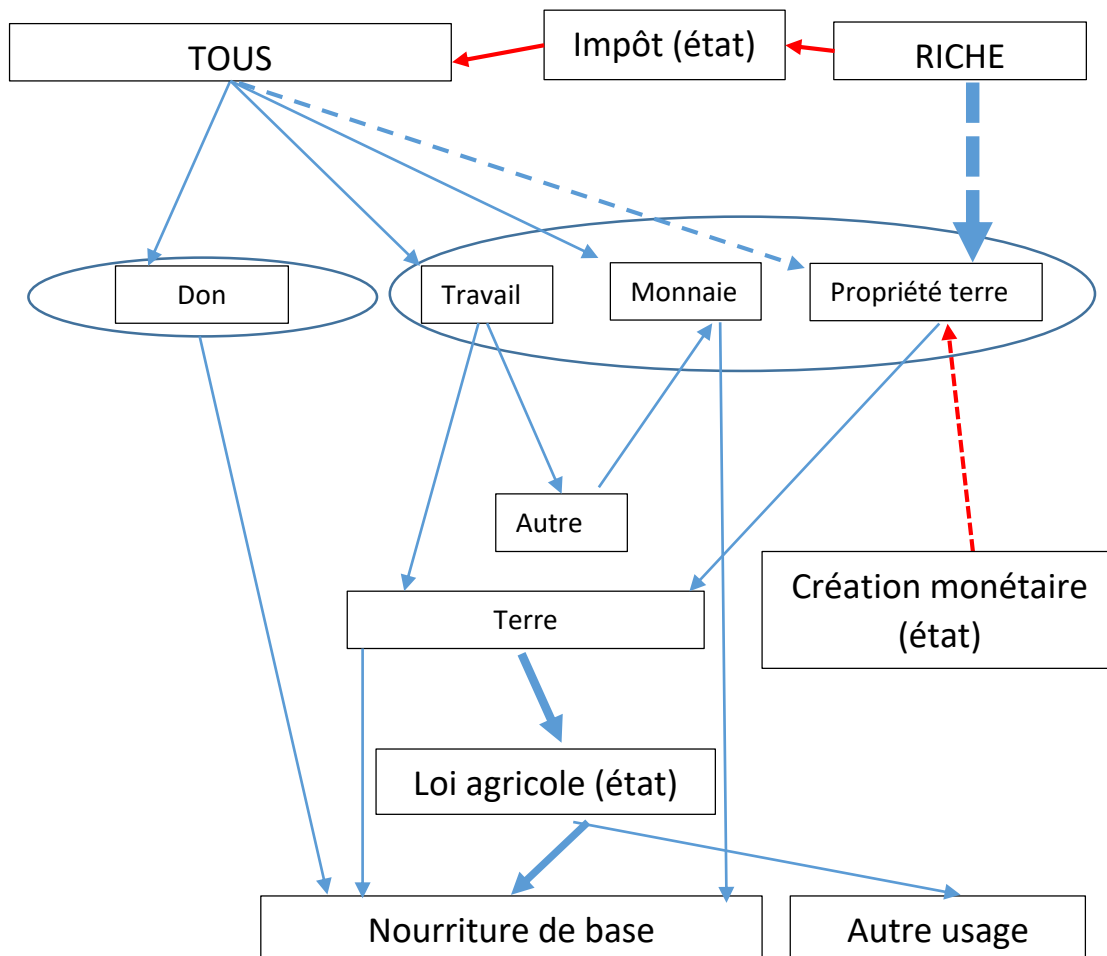 TOUS
Impôt (état)
RICHE
Don
Travail
Monnaie
Propriété terre
Autre
Création monétaire
(état)
Terre
Loi agricole (état)
Nourriture de base
Autre usage